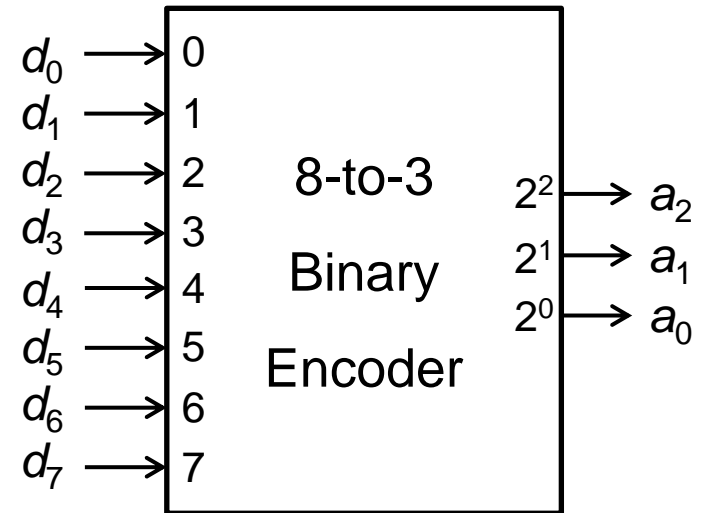 d₀ 0
d₁ 1
d₂ 2 8-to-3 2² a₂
d₃ 3
Binary 2¹ a₁
d₄ 4
2⁰ a₀
d₅ 5
Encoder
d₆ 6
d₇ 7